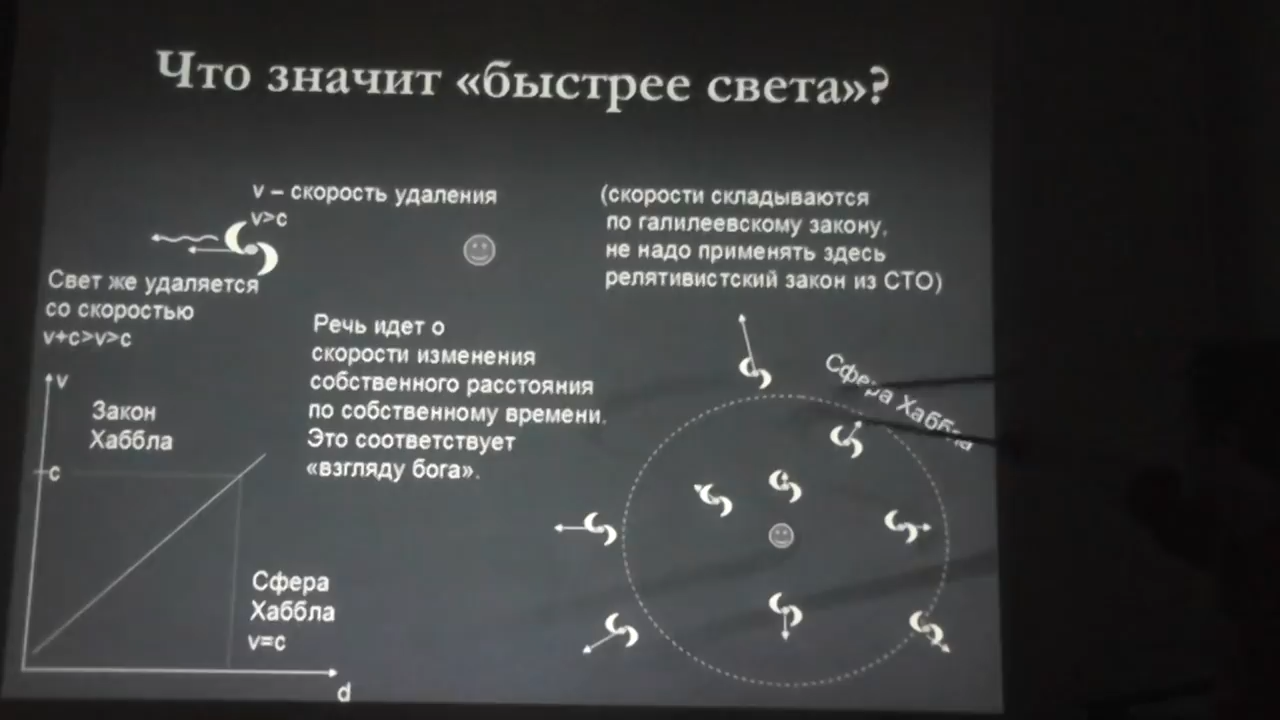 Что значит «быстрее света»?
v – скорость удаления
v>c
(скорости складываются
по галилеевскому закону,
не надо применять здесь
релятивистский закон из СТО)
Свет же удаляется
со скоростью
v+c>v>c
Речь идет о
скорости изменения
собственного расстояния
по собственному времени.
Это соответствует
«взгляду бога».
v
Закон
Хаббла
c
Сфера
Хаббла
v=c
d
Сфера Хаббла